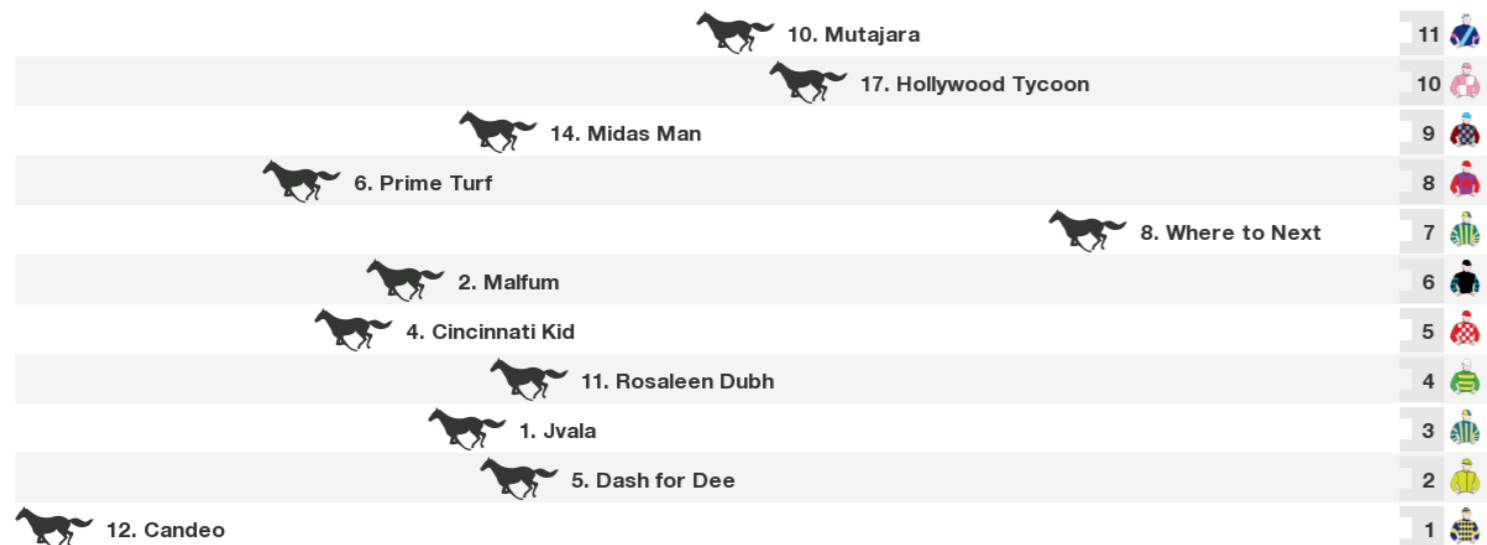 10. Mutajara 11
17. Hollywood Tycoon 10
14. Midas Man 9
6. Prime Turf 8
8. Where to Next 7
2. Malfum 6
4. Cincinnati Kid 5
11. Rosaleen Dubh 4
1. Jvala 3
5. Dash for Dee 2
12. Candeo 1